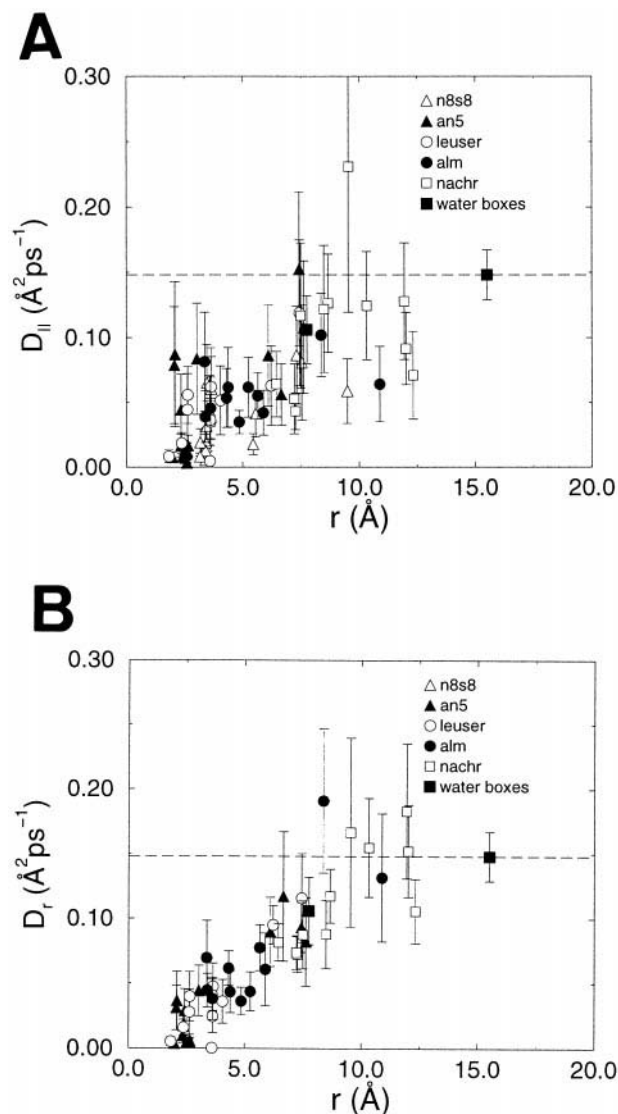 A
0.30
△ n8s8
▲ an5
○ leuser
● alm
□ nachr
■ water boxes
0.20
D|| (Å²ps⁻¹)
0.10
0.00
0.0 5.0 10.0 15.0 20.0
r (Å)
B
0.30
△ n8s8
▲ an5
○ leuser
● alm
□ nachr
■ water boxes
0.20
Dr (Å²ps⁻¹)
0.10
0.00
0.0 5.0 10.0 15.0 20.0
r (Å)